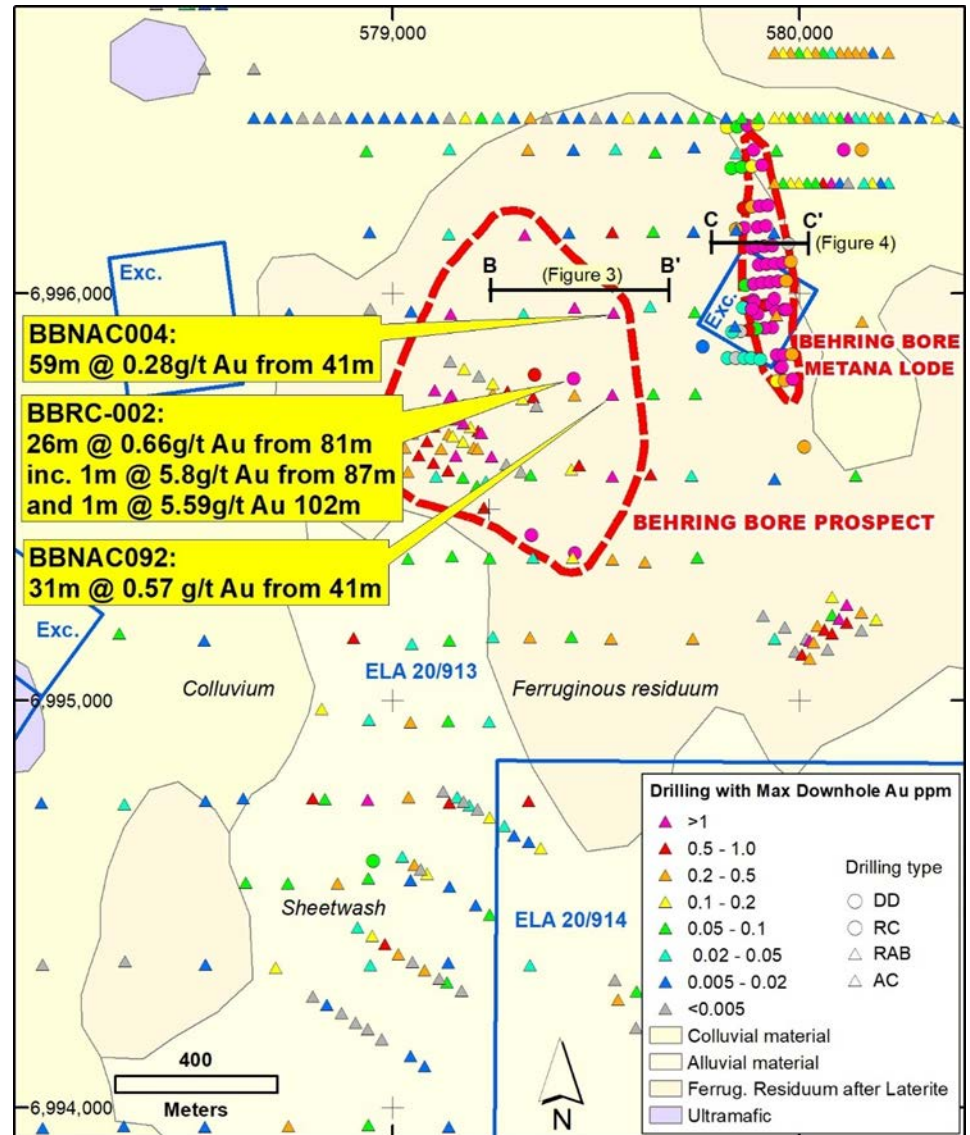 579,000
580,000
C
C'
(Figure 4)
B
(Figure 3)
B'
Exc.
6,996,000
Exc.
BBNAC004:
59m @ 0.28g/t Au from 41m
BEHRING BORE
METANA LODE
BBRC-002:
26m @ 0.66g/t Au from 81m
inc. 1m @ 5.8g/t Au from 87m
and 1m @ 5.59g/t Au 102m
BEHRING BORE PROSPECT
BBNAC092:
31m @ 0.57 g/t Au from 41m
Exc.
ELA 20/913
Colluvium
Ferruginous residuum
6,995,000
Sheetwash
ELA 20/914
Drilling with Max Downhole Au ppm
>1
0.5 - 1.0
0.2 - 0.5
0.1 - 0.2
0.05 - 0.1
0.02 - 0.05
0.005 - 0.02
<0.005
Drilling type
DD
RC
RAB
AC
Colluvial material
Alluvial material
Ferrug. Residuum after Laterite
Ultramafic
400
Meters
N
6,994,000